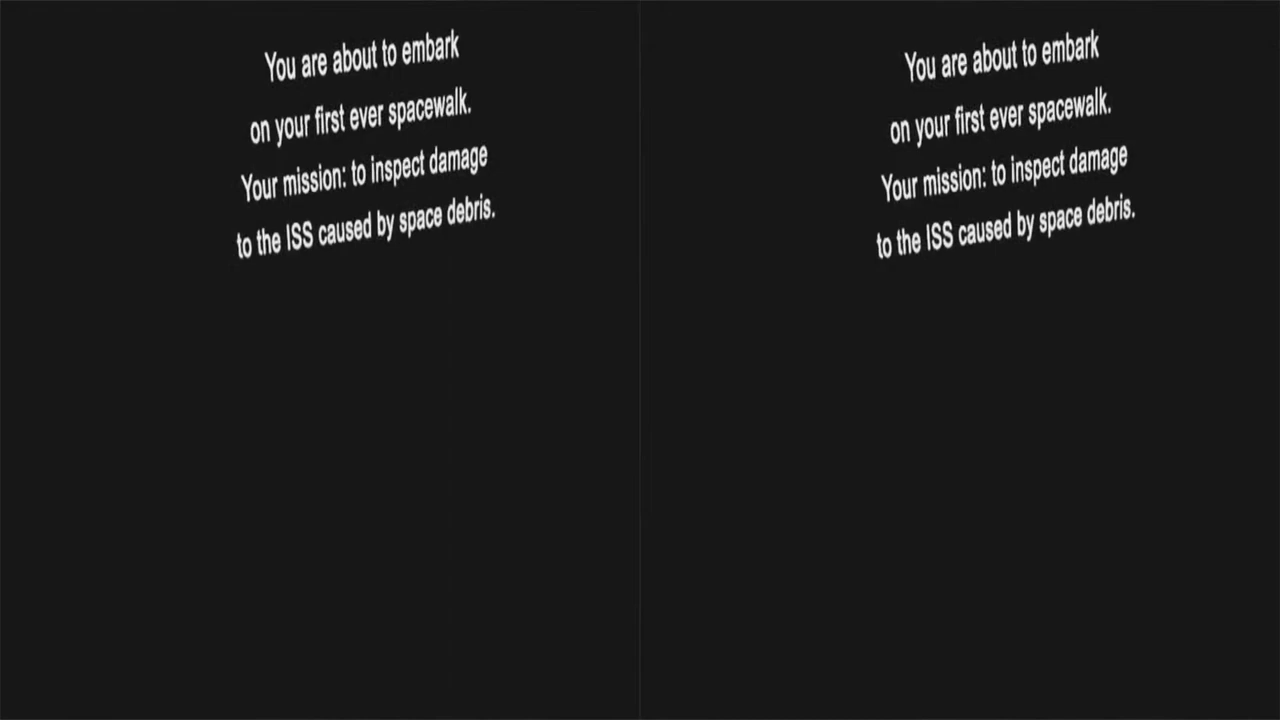 You are about to embark
on your first ever spacewalk.
Your mission: to inspect damage
to the ISS caused by space debris.
You are about to embark
on your first ever spacewalk.
Your mission: to inspect damage
to the ISS caused by space debris.